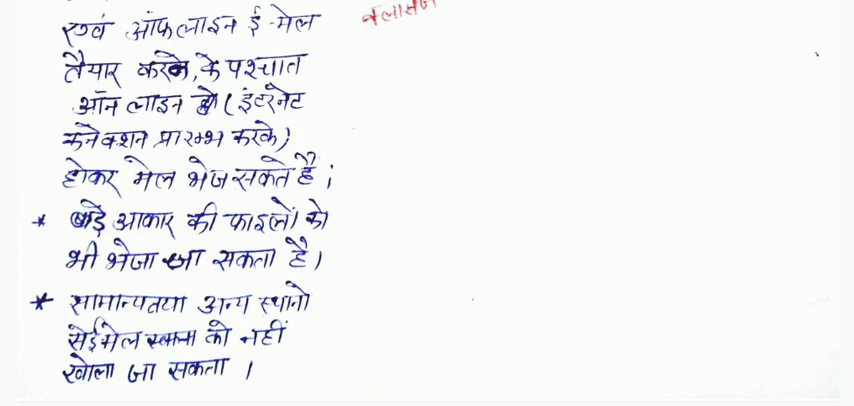 एवं ऑफलाइन ई-मेल
तैयार करने के पश्चात
ऑन लाइन हो (इंटरनेट
कनेक्शन प्रारम्भ करके)
होकर मेल भेज सकते है ;
* बड़े आकार की फाइलों को
भी भेजा जा सकता है ।
* सामान्यतया अन्य स्थानो
से ईमेल को नहीं
खोला जा सकता ।